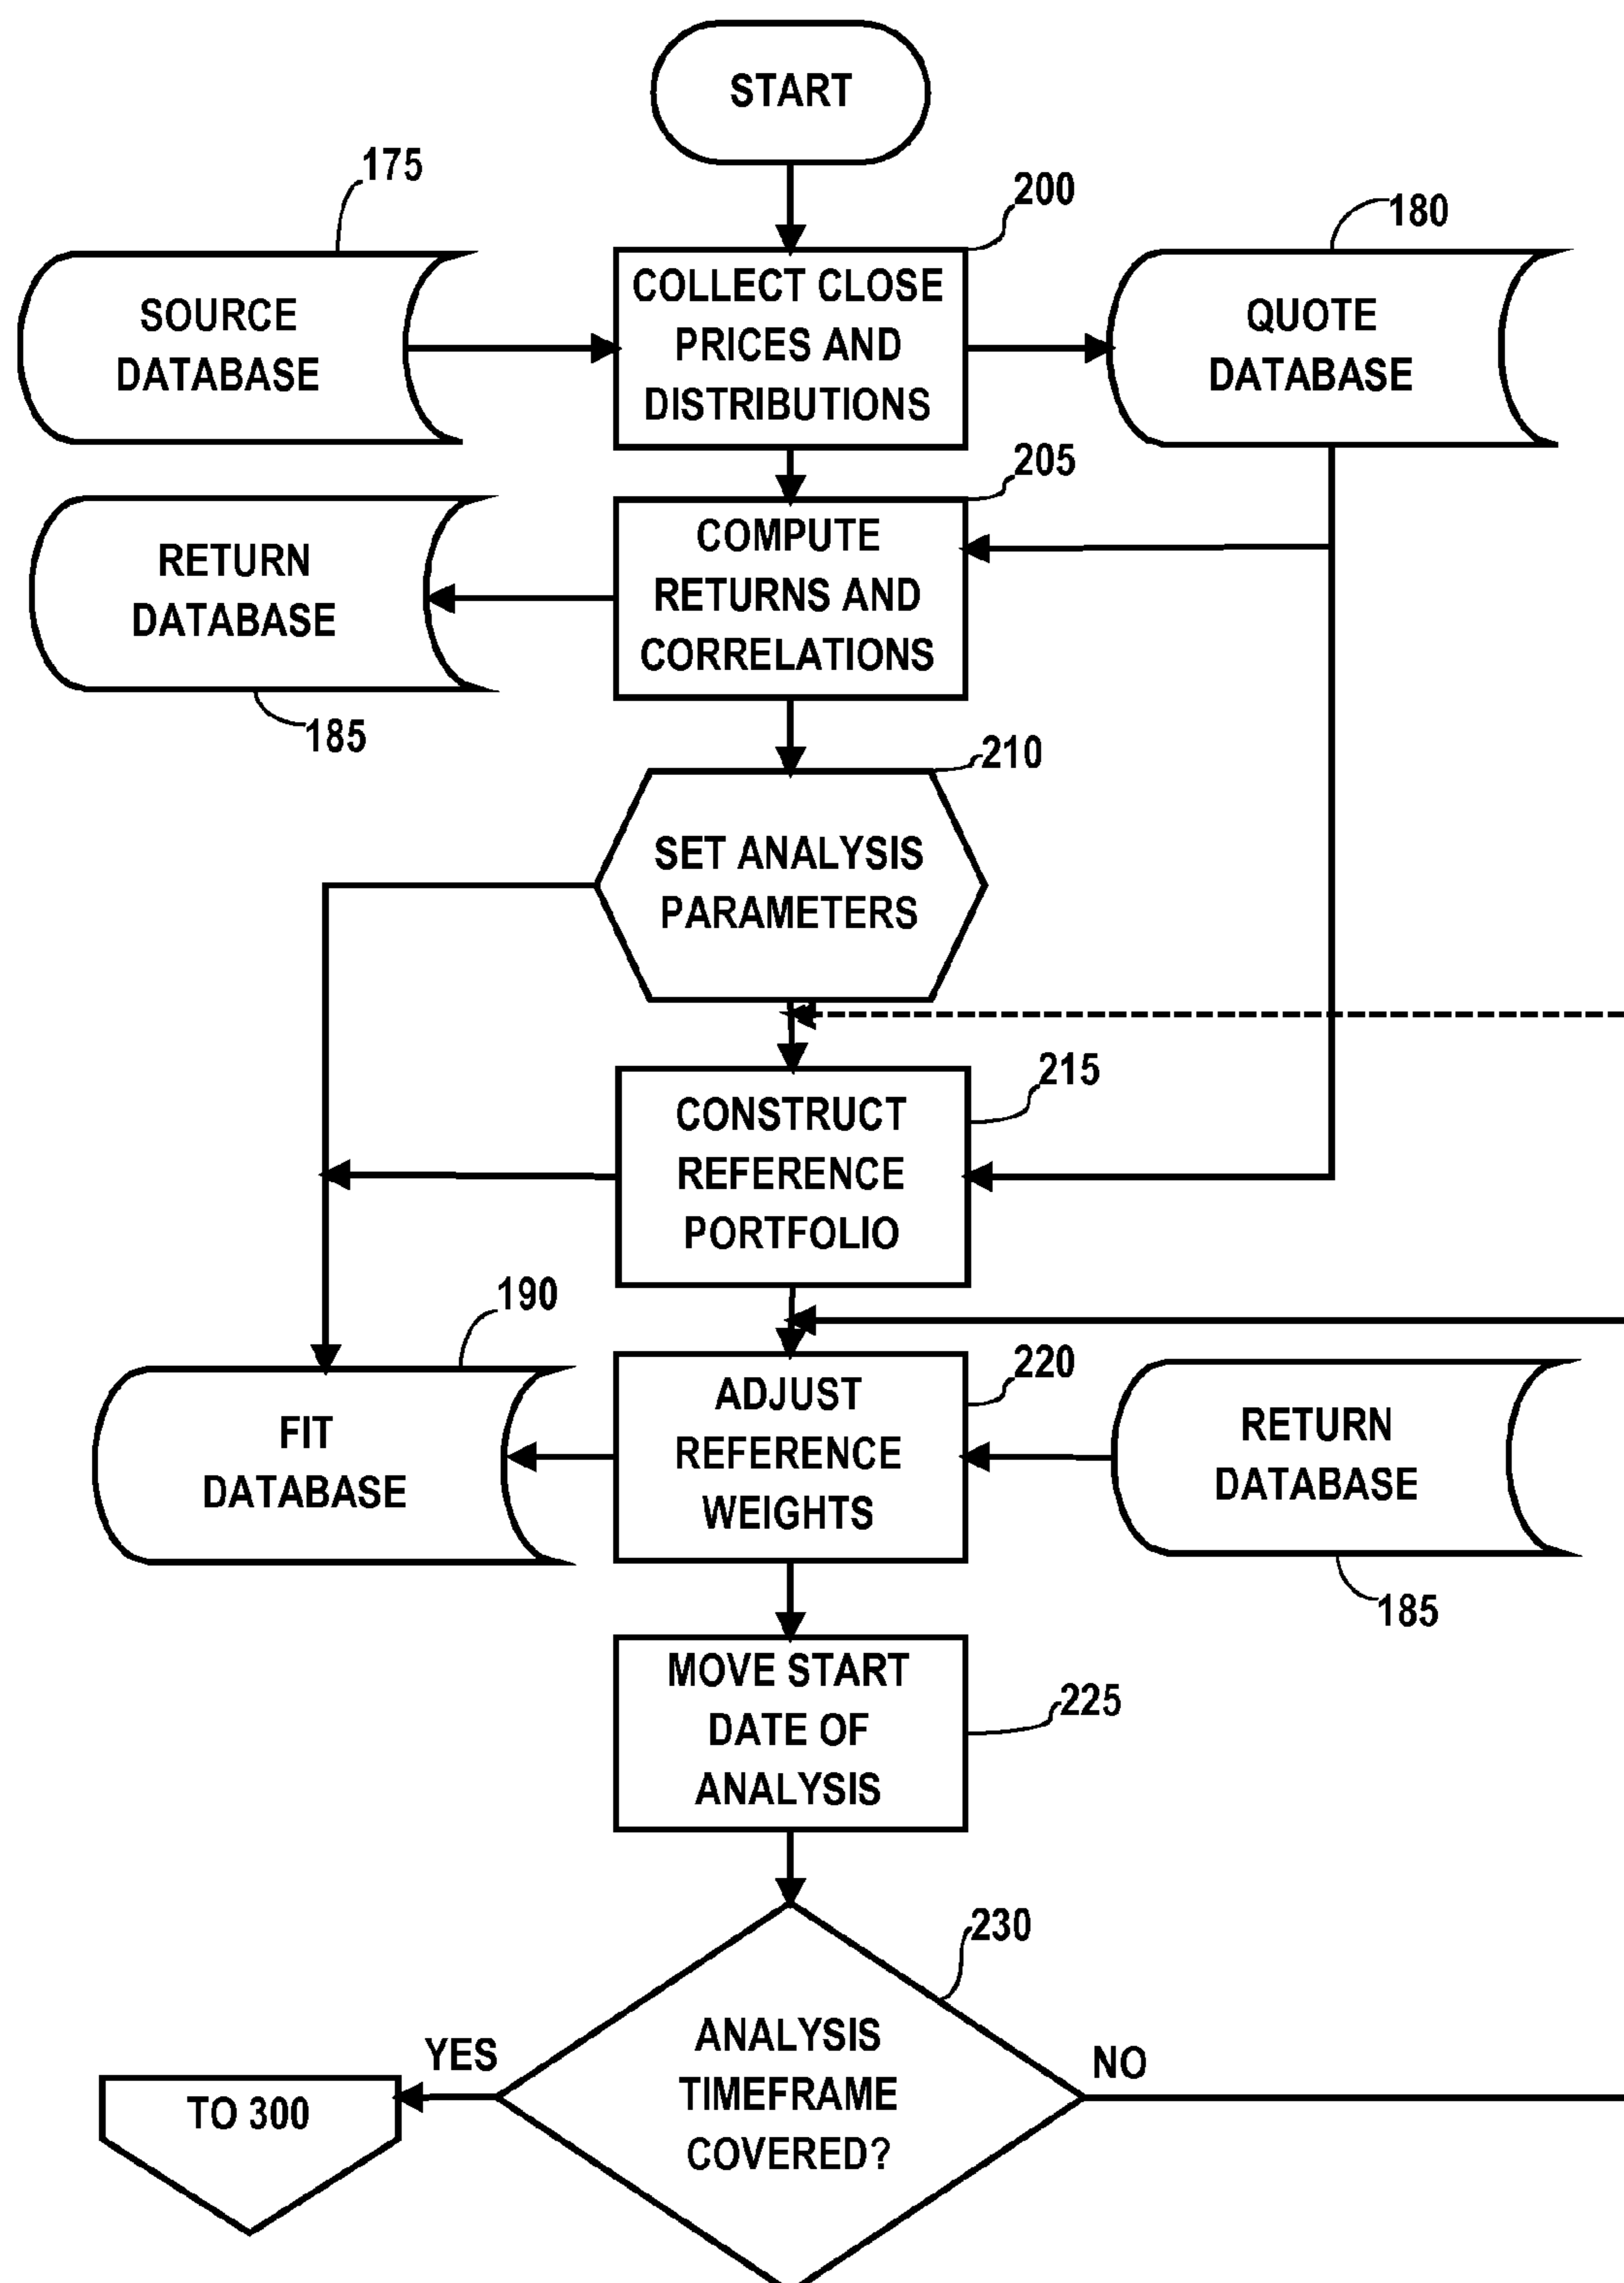 START
175
200
180
SOURCE
DATABASE
COLLECT CLOSE
PRICES AND
DISTRIBUTIONS
QUOTE
DATABASE
205
RETURN
DATABASE
COMPUTE
RETURNS AND
CORRELATIONS
185
210
SET ANALYSIS
PARAMETERS
215
CONSTRUCT
REFERENCE
PORTFOLIO
190
220
FIT
DATABASE
ADJUST
REFERENCE
WEIGHTS
RETURN
DATABASE
185
MOVE START
DATE OF
ANALYSIS
225
230
ANALYSIS
TIMEFRAME
COVERED?
YES
NO
TO 300